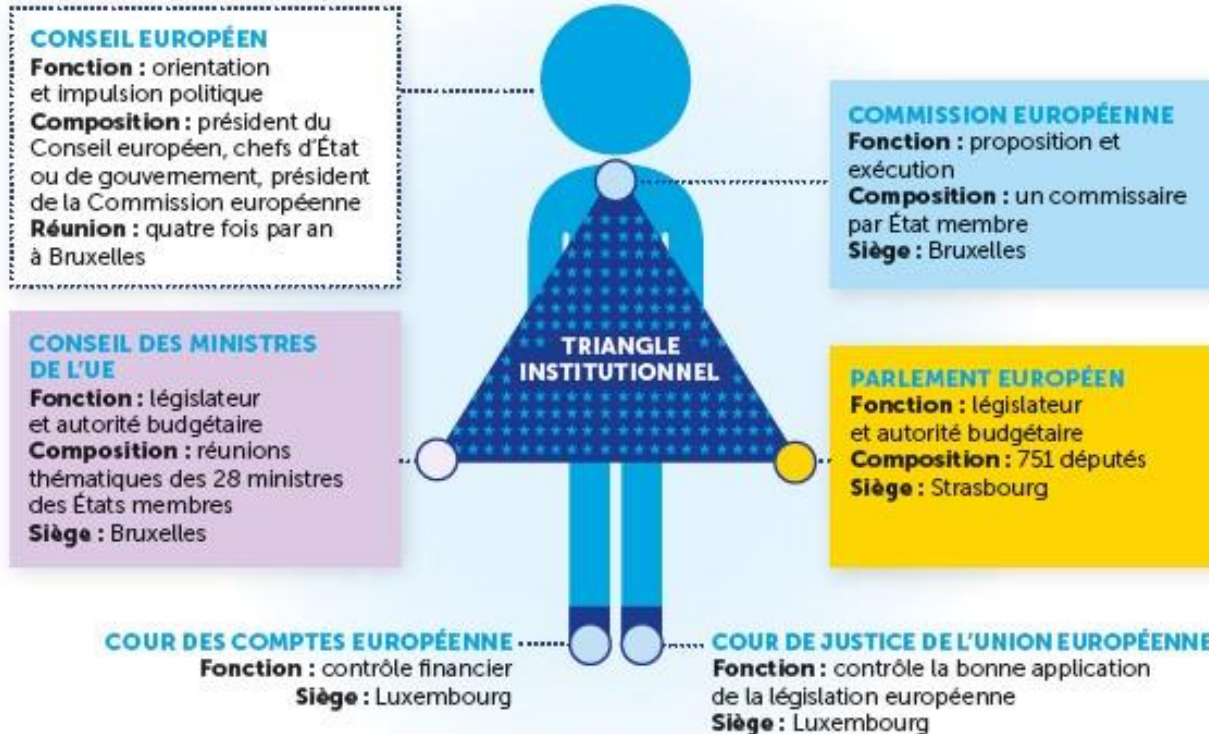 CONSEIL EUROPÉEN
Fonction : orientation
et impulsion politique
Composition : président du
Conseil européen, chefs d'État
ou de gouvernement, président
de la Commission européenne
Réunion : quatre fois par an
à Bruxelles
COMMISSION EUROPÉENNE
Fonction : proposition et
exécution
Composition : un commissaire
par État membre
Siège : Bruxelles
CONSEIL DES MINISTRES
DE L'UE
Fonction : législateur
et autorité budgétaire
Composition : réunions
thématiques des 28 ministres
des États membres
Siège : Bruxelles
TRIANGLE
INSTITUTIONNEL
PARLEMENT EUROPÉEN
Fonction : législateur
et autorité budgétaire
Composition : 751 députés
Siège : Strasbourg
COUR DES COMPTES EUROPÉENNE
Fonction : contrôle financier
Siège : Luxembourg
COUR DE JUSTICE DE L'UNION EUROPÉENNE
Fonction : contrôle la bonne application
de la législation européenne
Siège : Luxembourg